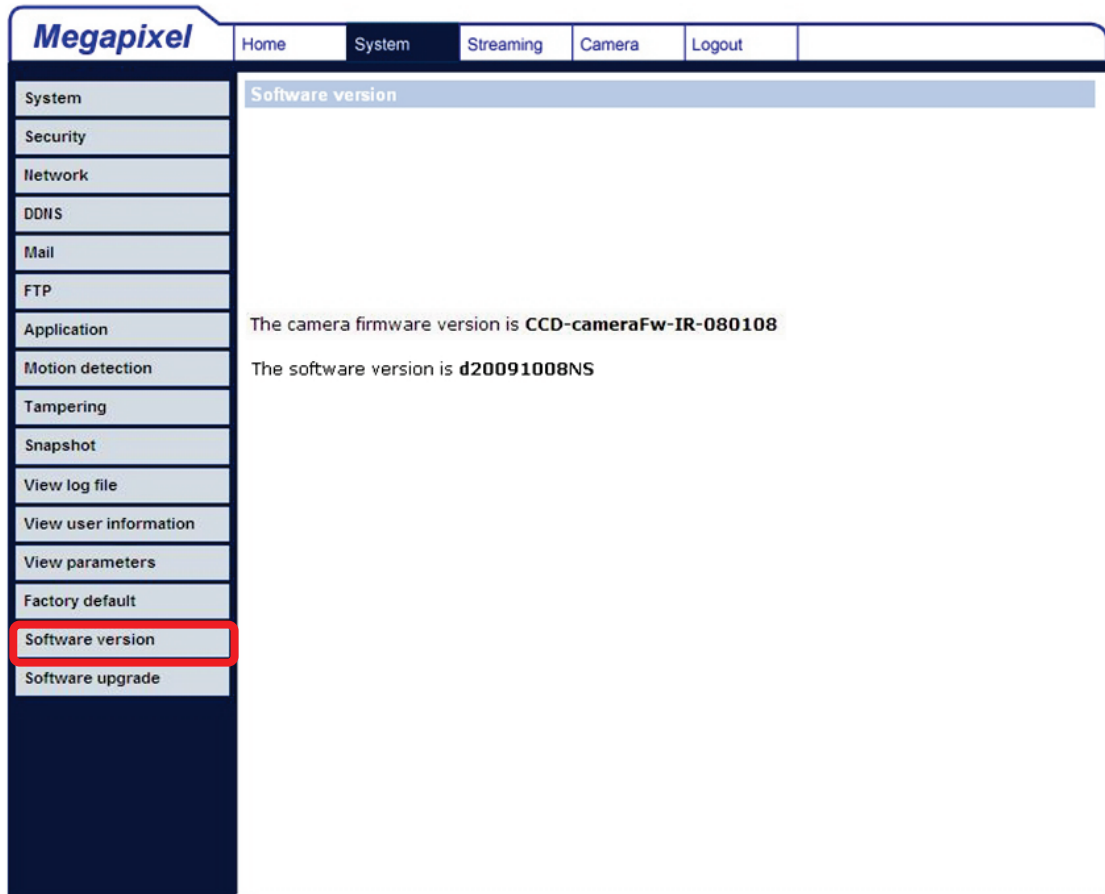 Megapixel
Home System Streaming Camera Logout
Software version
System
Security
Network
DDNS
Mail
FTP
Application
Motion detection
Tampering
Snapshot
View log file
View user information
View parameters
Factory default
Software version
Software upgrade
The camera firmware version is CCD-cameraFw-IR-080108
The software version is d20091008NS